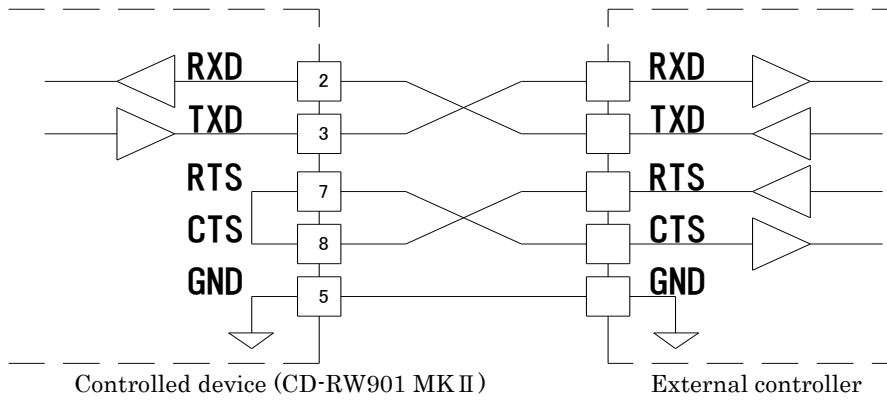 RXD 2 RXD
TXD 3 TXD
RTS 7 RTS
CTS 8 CTS
GND 5 GND
Controlled device (CD-RW901 MKⅡ) External controller